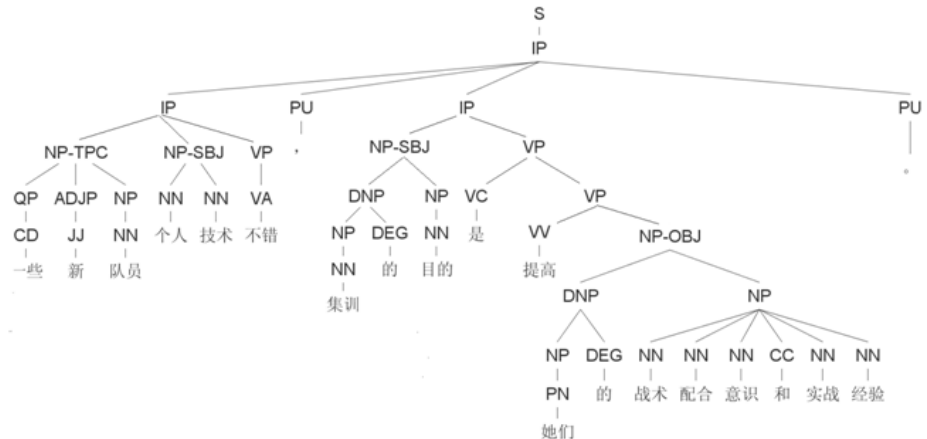 S
IP
IP PU IP PU
NP-TPC NP-SBJ VP , NP-SBJ VP 。
QP ADJP NP NN NN VA DNP NP VC VP
CD JJ NN 个人 技术 不错 NP DEG NN 是 VV NP-OBJ
一些 新 队员 NN 的 目的 提高
集训 DNP NP
NP DEG NN NN NN CC NN NN
PN 的 战术 配合 意识 和 实战 经验
她们